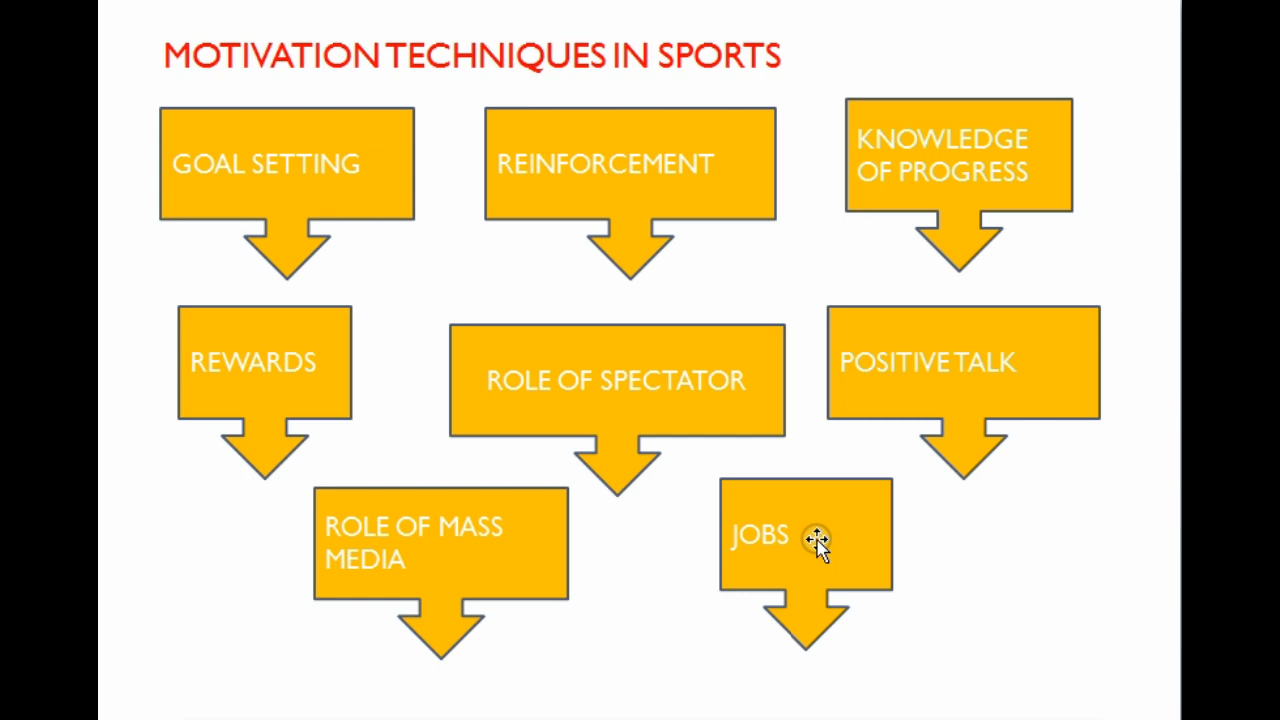 MOTIVATION TECHNIQUES IN SPORTS
GOAL SETTING
REINFORCEMENT
KNOWLEDGE
OF PROGRESS
REWARDS
ROLE OF SPECTATOR
POSITIVE TALK
ROLE OF MASS
MEDIA
JOBS